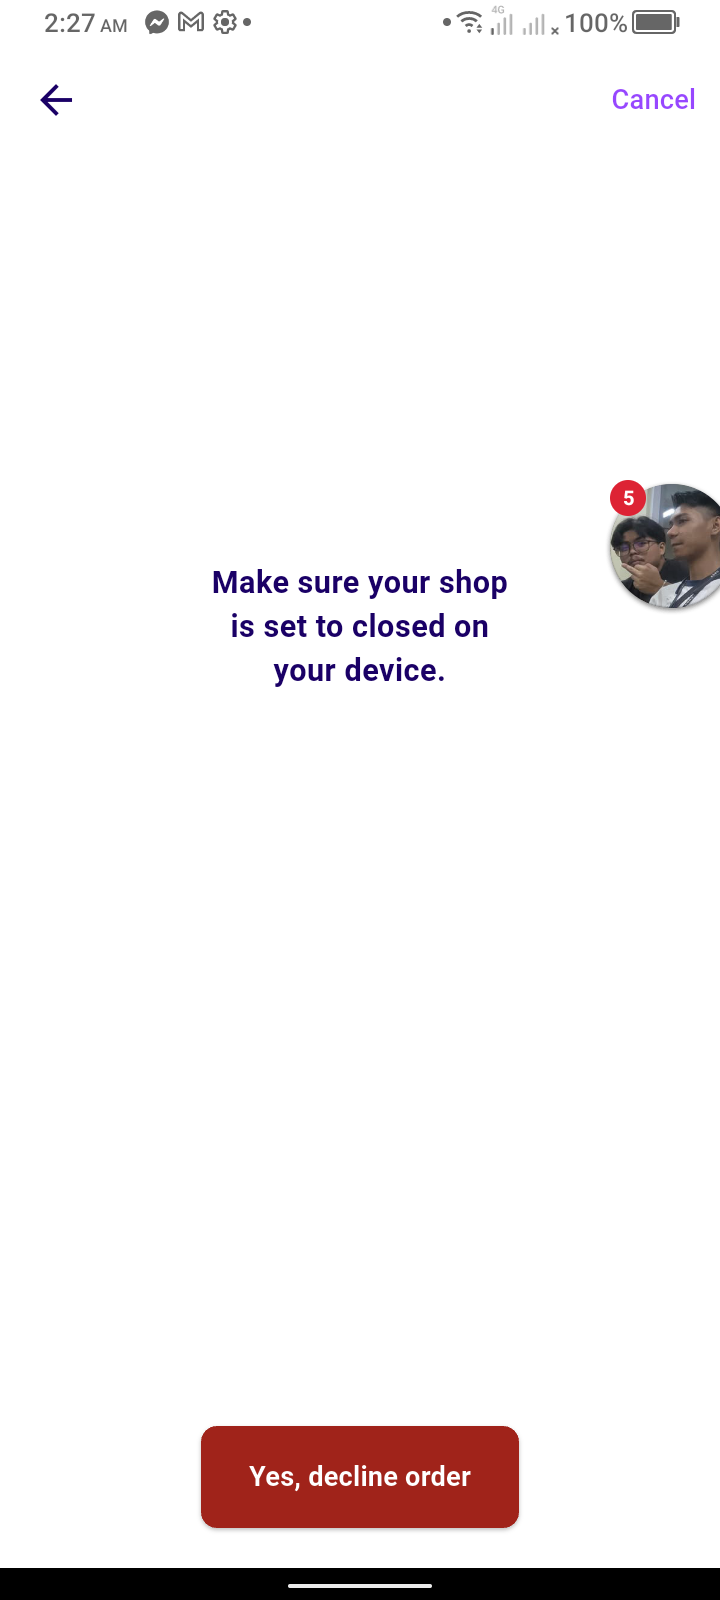 2:27 AM
4G
100%
Cancel
5
Make sure your shop
is set to closed on
your device.
Yes, decline order